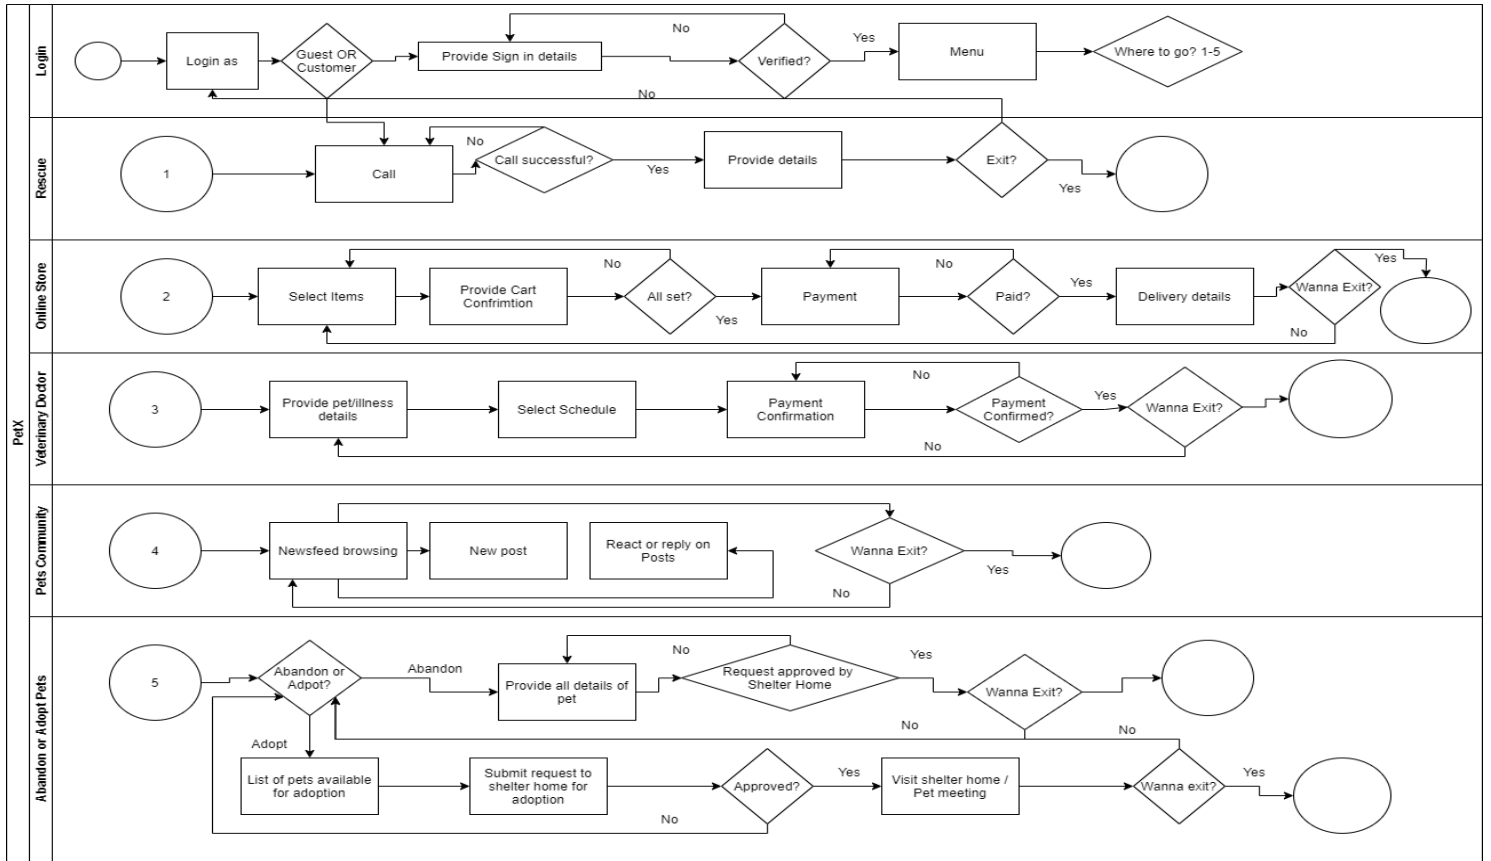 PetX
Login
Login as
Guest OR
Customer
Provide Sign in details
No
Verified?
Yes
Menu
Where to go? 1-5
No
Rescue
1
Call
No
Call successful?
Yes
Provide details
Exit?
Yes
Online Store
2
Select Items
Provide Cart
Confrimtion
No
All set?
Yes
Payment
No
Paid?
Yes
Delivery details
Wanna Exit?
Yes
No
Veterinary Doctor
3
Provide pet/illness
details
Select Schedule
Payment
Confirmation
No
Payment
Confirmed?
Yes
Wanna Exit?
No
Pets Community
4
Newsfeed browsing
New post
React or reply on
Posts
Wanna Exit?
Yes
No
Abandon or Adopt Pets
5
Abandon or
Adpot?
Abandon
Provide all details of
pet
No
Request approved by
Shelter Home
Yes
Wanna Exit?
No
No
Adopt
List of pets available
for adoption
Submit request to
shelter home for
adoption
Approved?
Yes
Visit shelter home /
Pet meeting
Wanna exit?
Yes
No